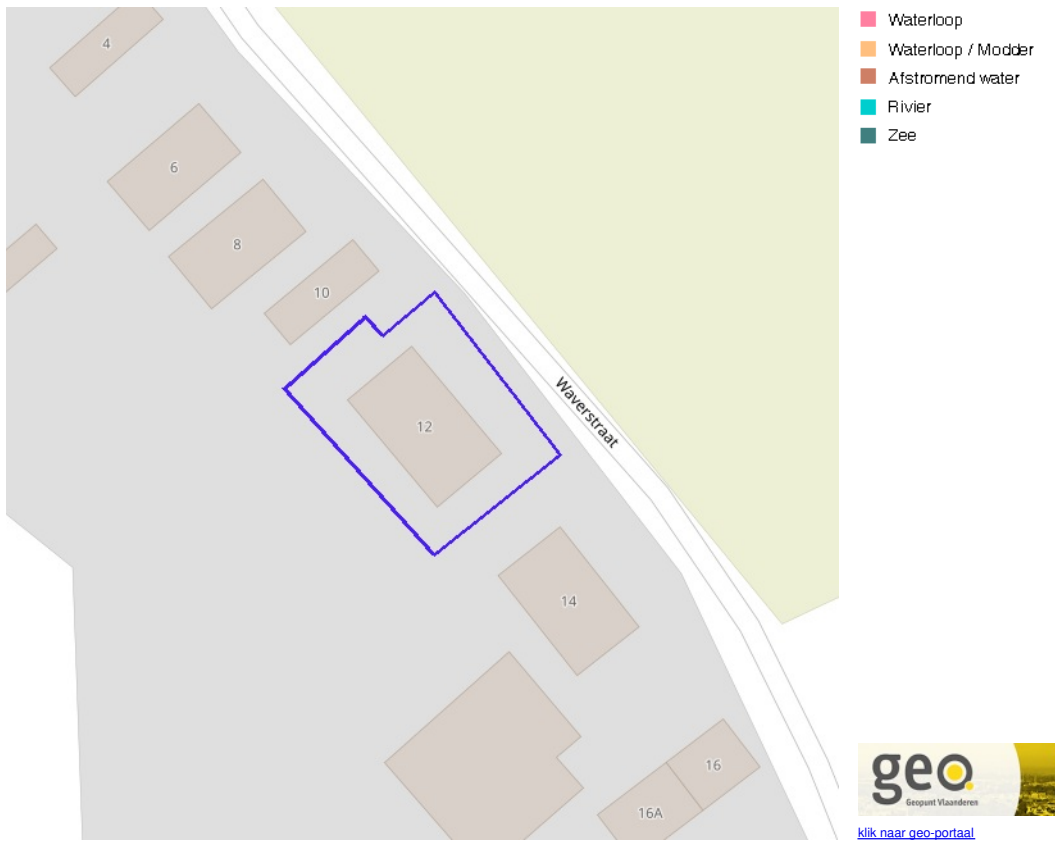 4
6
8
10
12
Waverstraat
14
16
16A
Waterloop
Waterloop / Modder
Afstromend water
Rivier
Zee
geo.
Geopunt Vlaanderen
klik naar geo-portaal